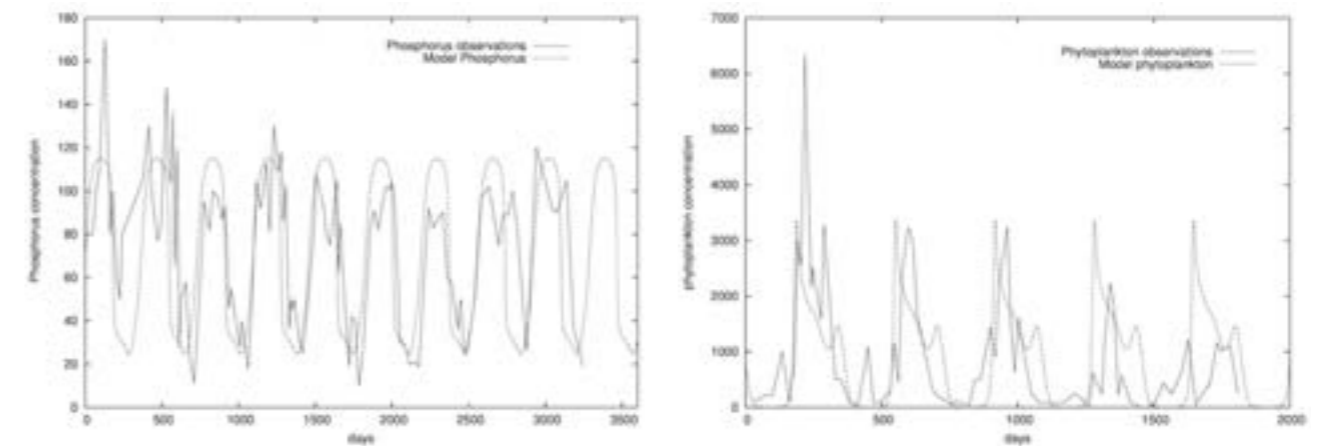 180
160
140
120
100
80
60
40
20
0
Phosphorus concentration
Phosphorus observations
Model Phosphorus
0 500 1000 1500 2000 2500 3000 3500
days
7000
6000
5000
4000
3000
2000
1000
0
phytoplankton concentration
Phytoplankton observations
Model phytoplankton
0 500 1000 1500 2000
days